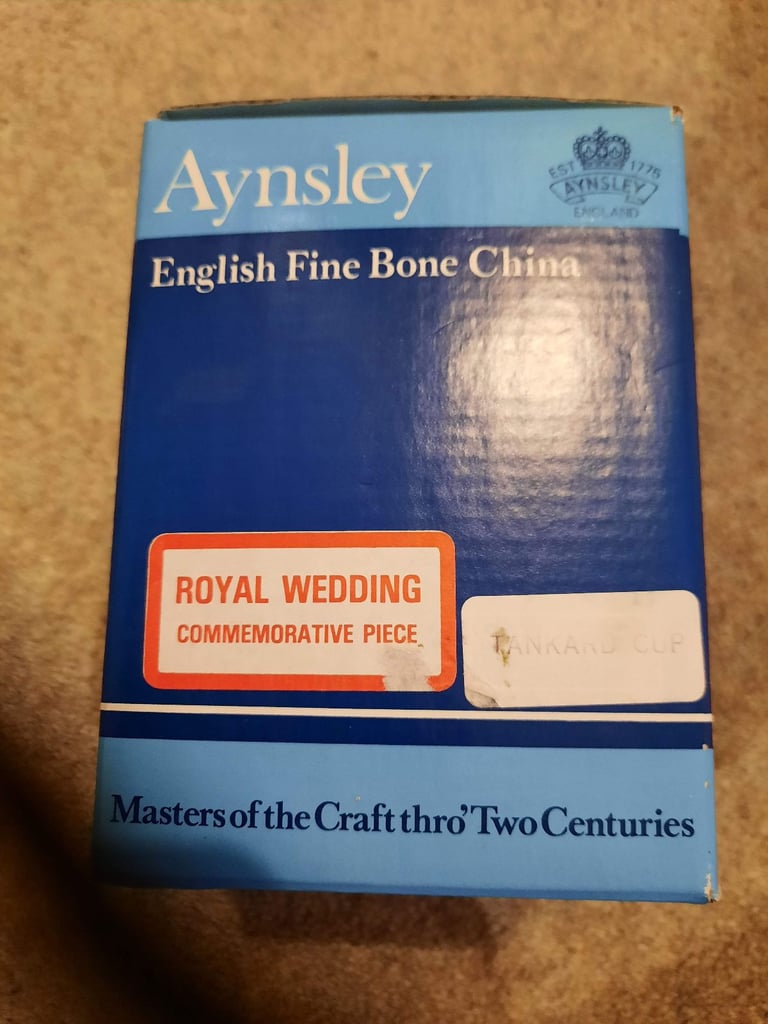 Aynsley
EST 1775
AYNSLEY
ENGLAND
English Fine Bone China
ROYAL WEDDING
COMMEMORATIVE PIECE
TANKARD CUP
Masters of the Craft thro' Two Centuries